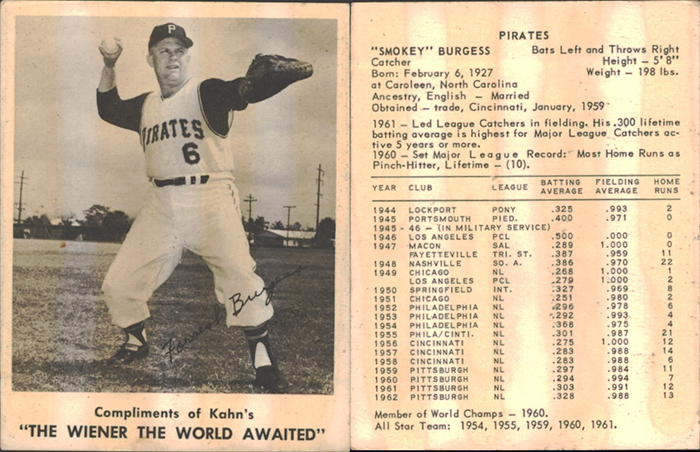 P
PIRATES
6
Forrest Burgess
Compliments of Kahn's
"THE WIENER THE WORLD AWAITED"
PIRATES
"SMOKEY" BURGESS Bats Left and Throws Right
Catcher Height – 5' 8"
Born: February 6, 1927 Weight – 198 lbs.
at Caroleen, North Carolina
Ancestry, English – Married
Obtained – trade, Cincinnati, January, 1959
1961 – Led League Catchers in fielding. His .300 lifetime
batting average is highest for Major League Catchers ac-
tive 5 years or more.
1960 – Set Major League Record: Most Home Runs as
Pinch-Hitter, Lifetime – (10).
YEAR CLUB LEAGUE BATTING AVERAGE FIELDING AVERAGE HOME RUNS
1944 LOCKPORT PONY .325 .993 2
1945 PORTSMOUTH PIED. .400 .971 0
1945 - 46 – (IN MILITARY SERVICE)
1946 LOS ANGELES PCL .500 .000 0
1947 MACON SAL .289 1.000 0
FAYETTEVILLE TRI. ST. .387 .959 11
1948 NASHVILLE SO. A. .386 .970 22
1949 CHICAGO NL .268 1.000 1
LOS ANGELES PCL .279 1.000 2
1950 SPRINGFIELD INT. .327 .969 8
1951 CHICAGO NL .251 .980 2
1952 PHILADELPHIA NL .296 .978 6
1953 PHILADELPHIA NL .292 .993 4
1954 PHILADELPHIA NL .368 .975 4
1955 PHILA/CINTI. NL .301 .987 21
1956 CINCINNATI NL .275 1.000 12
1957 CINCINNATI NL .283 .988 14
1958 CINCINNATI NL .283 .988 6
1959 PITTSBURGH NL .297 .984 11
1960 PITTSBURGH NL .294 .994 7
1961 PITTSBURGH NL .303 .991 12
1962 PITTSBURGH NL .328 .988 13
Member of World Champs – 1960.
All Star Team: 1954, 1955, 1959, 1960, 1961.